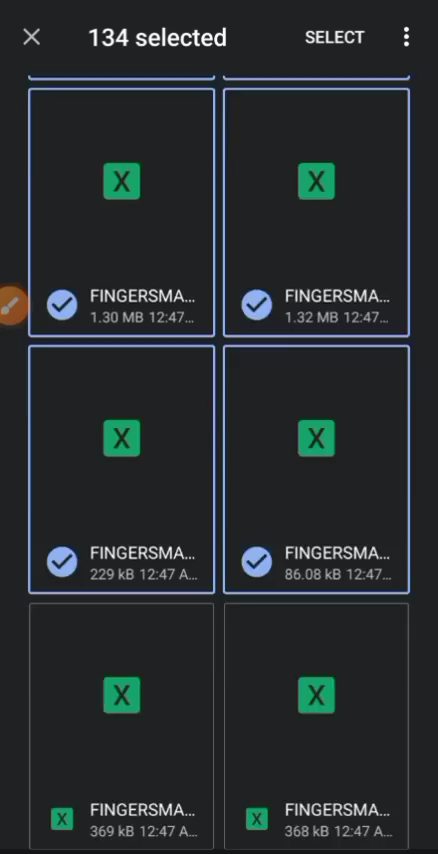 134 selected
SELECT
X
X
FINGERSMA...
1.30 MB 12:47...
FINGERSMA...
1.32 MB 12:47...
X
X
FINGERSMA...
229 kB 12:47 A...
FINGERSMA...
86.08 kB 12:47...
X
X
X
FINGERSMA...
369 kB 12:47 A...
X
FINGERSMA...
368 kB 12:47 A...